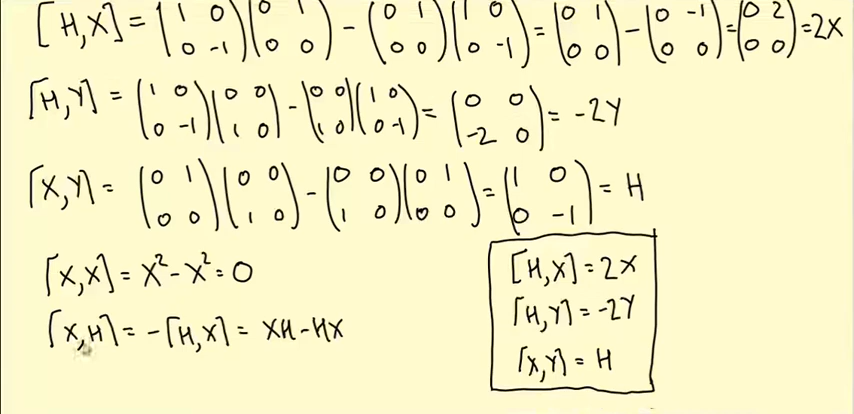 [H,X] = (1 0; 0 -1)(0 1; 0 0) - (0 1; 0 0)(1 0; 0 -1) = (0 1; 0 0) - (0 -1; 0 0) = (0 2; 0 0) = 2X
[H,Y] = (1 0; 0 -1)(0 0; 1 0) - (0 0; 1 0)(1 0; 0 -1) = (0 0; -2 0) = -2Y
[X,Y] = (0 1; 0 0)(0 0; 1 0) - (0 0; 1 0)(0 1; 0 0) = (1 0; 0 -1) = H
[X,X] = X² - X² = 0
[X,H] = -[H,X] = XH - HX
[H,X] = 2X
[H,Y] = -2Y
[X,Y] = H